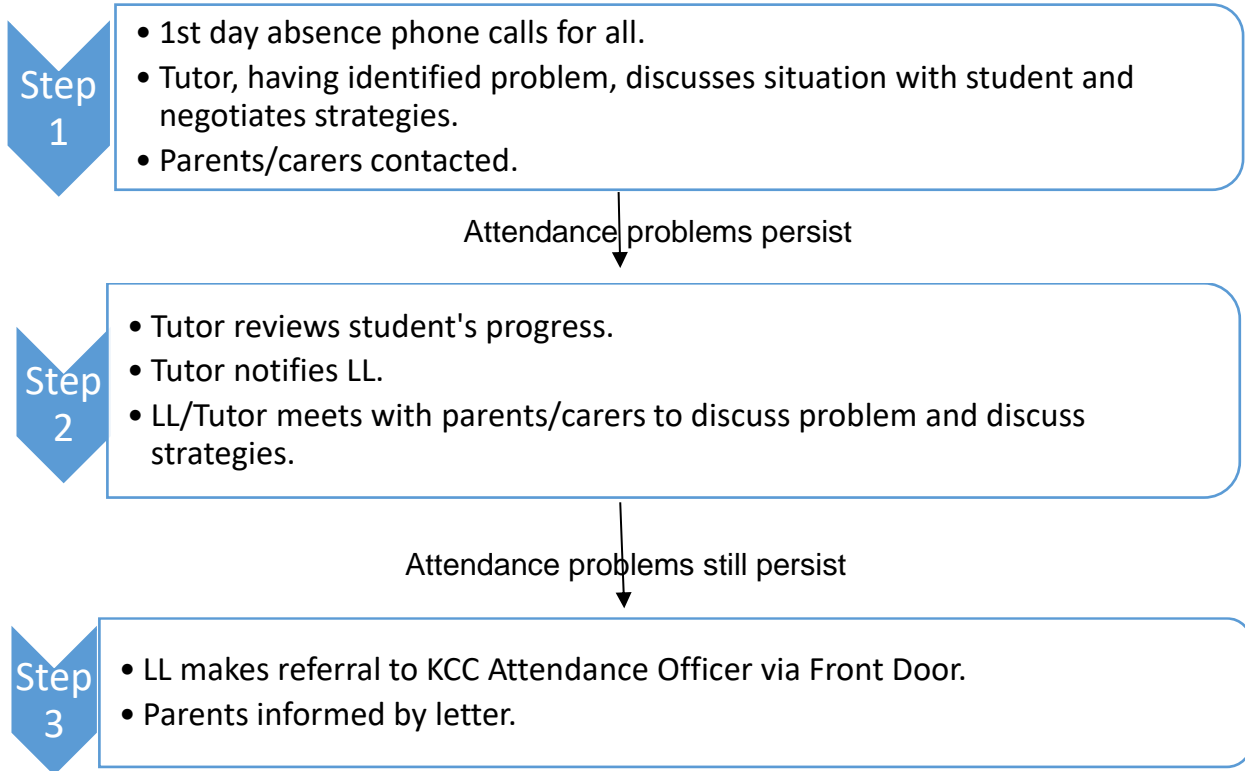 Step
1
• 1st day absence phone calls for all.
• Tutor, having identified problem, discusses situation with student and
negotiates strategies.
• Parents/carers contacted.
Attendance problems persist
Step
2
• Tutor reviews student's progress.
• Tutor notifies LL.
• LL/Tutor meets with parents/carers to discuss problem and discuss
strategies.
Attendance problems still persist
Step
3
• LL makes referral to KCC Attendance Officer via Front Door.
• Parents informed by letter.